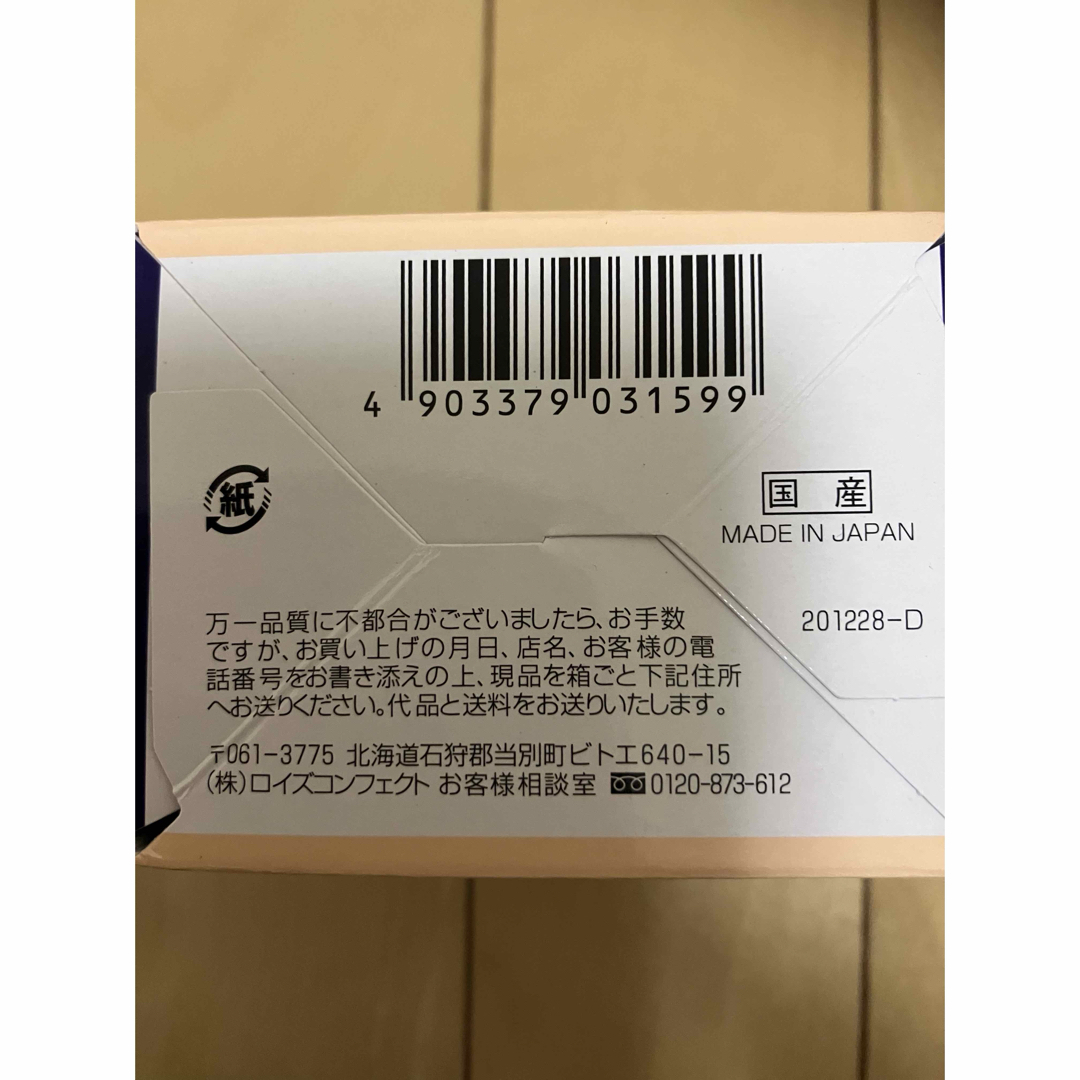 4 903379 031599
紙
国 産
MADE IN JAPAN
201228-D
万一品質に不都合がございましたら、お手数
ですが、お買い上げの月日、店名、お客様の電
話番号をお書き添えの上、現品を箱ごと下記住所
へお送りください。代品と送料をお送りいたします。
〒061-3775 北海道石狩郡当別町ビトエ640-15
(株)ロイズコンフェクト お客様相談室 0120-873-612